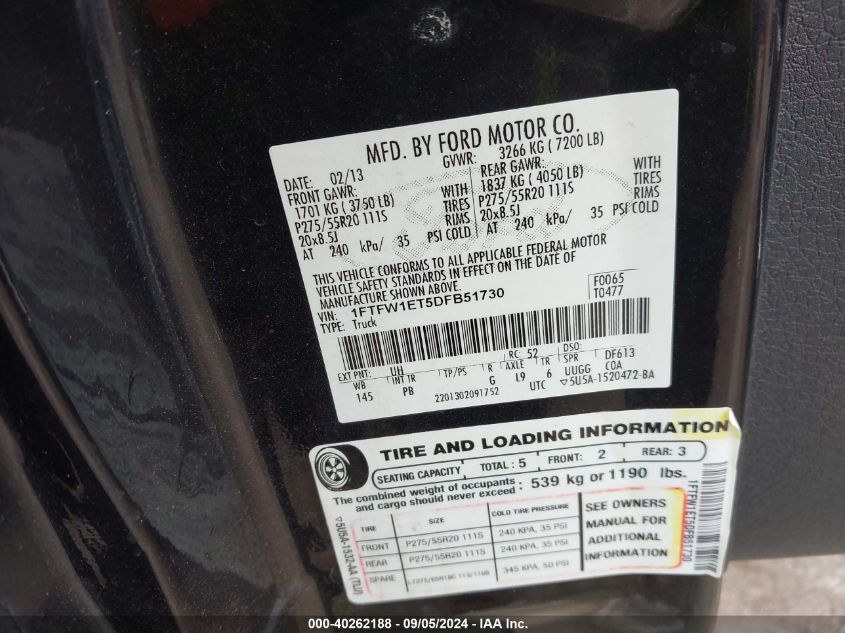 MFD. BY FORD MOTOR CO.
DATE: 02/13 GVWR: 3266 KG ( 7200 LB)
FRONT GAWR: REAR GAWR:
1701 KG ( 3750 LB) WITH 1837 KG ( 4050 LB) WITH
P275/55R20 111S TIRES P275/55R20 111S TIRES
20x8.5J RIMS 20x8.5J RIMS
AT 240 kPa/ 35 PSI COLD AT 240 kPa/ 35 PSI COLD
THIS VEHICLE CONFORMS TO ALL APPLICABLE FEDERAL MOTOR
VEHICLE SAFETY STANDARDS IN EFFECT ON THE DATE OF
MANUFACTURE SHOWN ABOVE.
VIN: 1FTFW1ET5DFB51730 F0065
TYPE: Truck T0477
EXT PNT: UH RC: 52 DSO:
WB INT TR TP/PS R AXLE TR SPR DF613
145 PB G L9 6 UUGG COA
2201302091752 UTC 5U5A-1520472-BA
TIRE AND LOADING INFORMATION
SEATING CAPACITY TOTAL : 5 FRONT: 2 REAR: 3
The combined weight of occupants and cargo should never exceed : 539 kg or 1190 lbs.
TIRE SIZE COLD TIRE PRESSURE
FRONT P275/55R20 111S 240 KPA, 35 PSI
REAR P275/55R20 111S 240 KPA, 35 PSI
SPARE 345 KPA, 50 PSI
SEE OWNERS
MANUAL FOR
ADDITIONAL
INFORMATION
5U5A-1532-AA (TLU)
1FTFW1ET5DFB51730
000-40262188 - 09/05/2024 - IAA Inc.